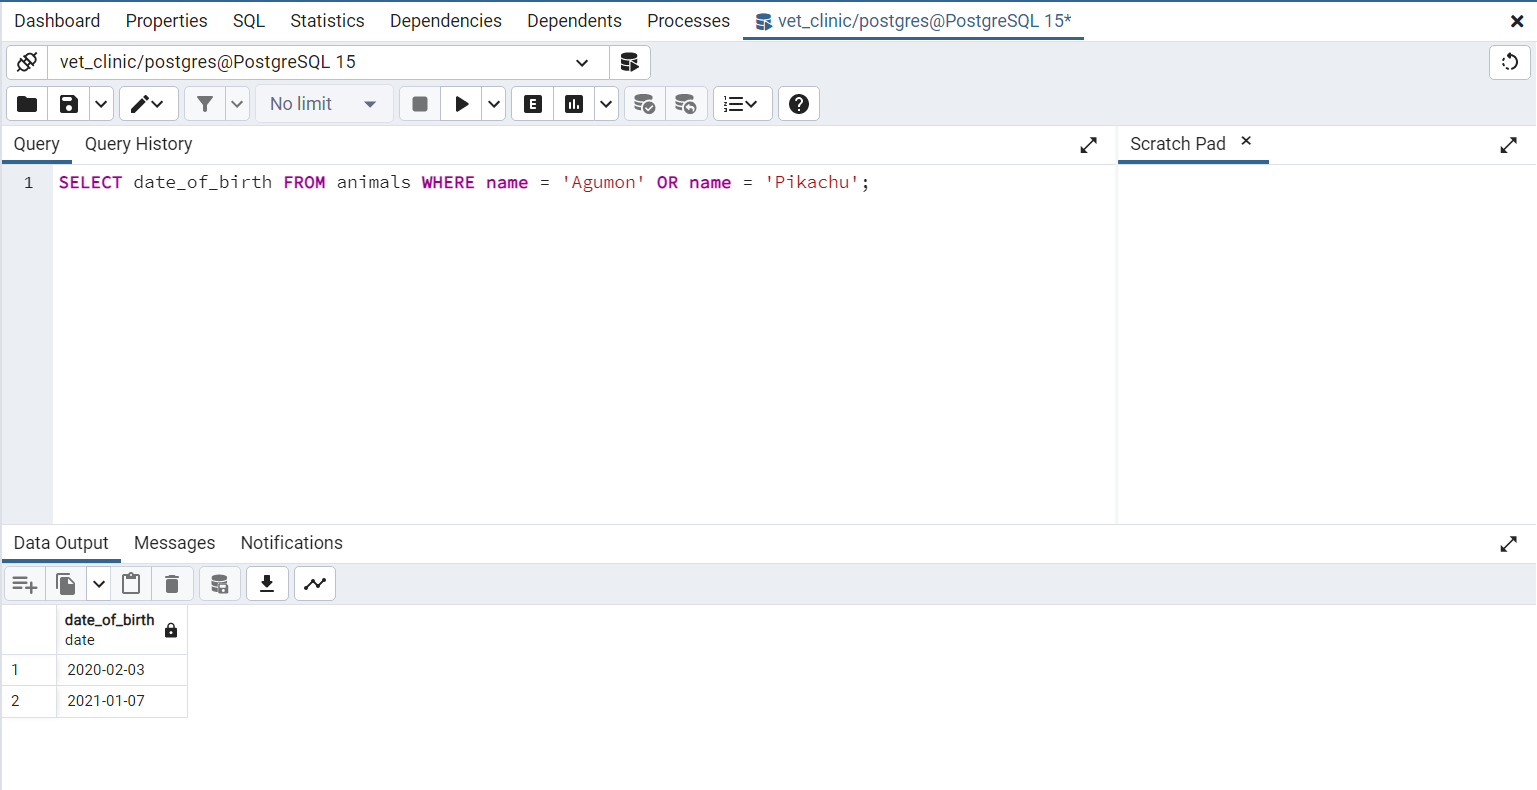 Dashboard Properties SQL Statistics Dependencies Dependents Processes vet_clinic/postgres@PostgreSQL 15*
vet_clinic/postgres@PostgreSQL 15
No limit E
Query Query History Scratch Pad
1 SELECT date_of_birth FROM animals WHERE name = 'Agumon' OR name = 'Pikachu';
Data Output Messages Notifications
date_of_birth
date
1 2020-02-03
2 2021-01-07